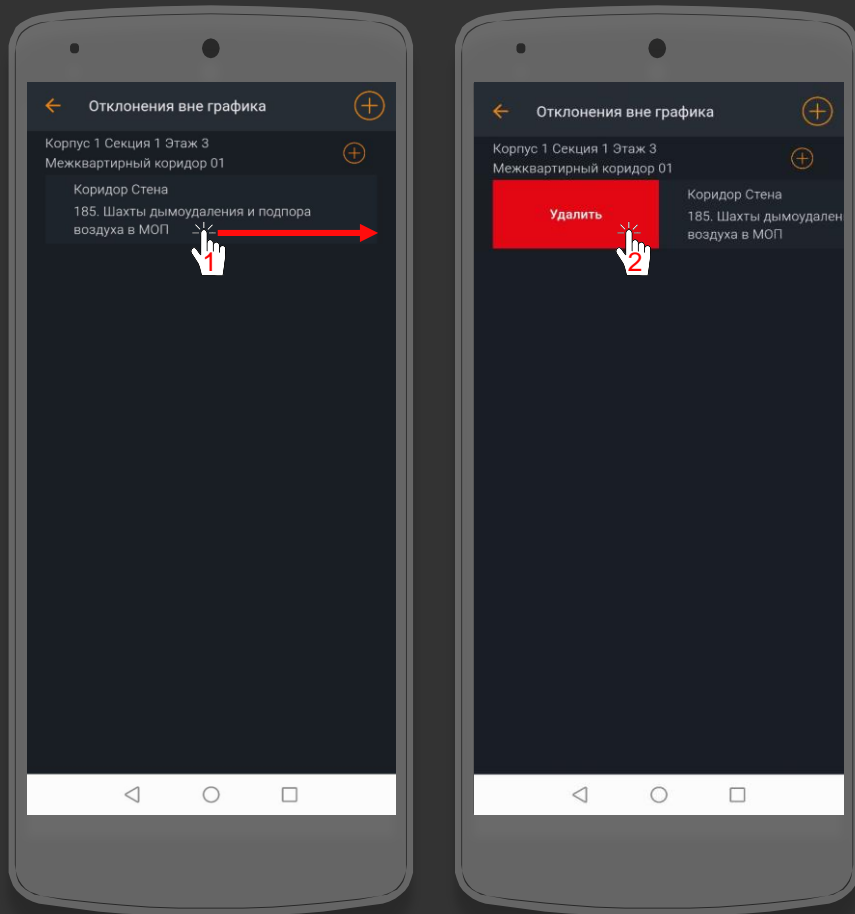 Отклонения вне графика
Корпус 1 Секция 1 Этаж 3
Межквартирный коридор 01
Коридор Стена
185. Шахты дымоудаления и подпора
воздуха в МОП
1
Отклонения вне графика
Корпус 1 Секция 1 Этаж 3
Межквартирный коридор 01
Удалить
Коридор Стена
185. Шахты дымоудален
воздуха в МОП
2